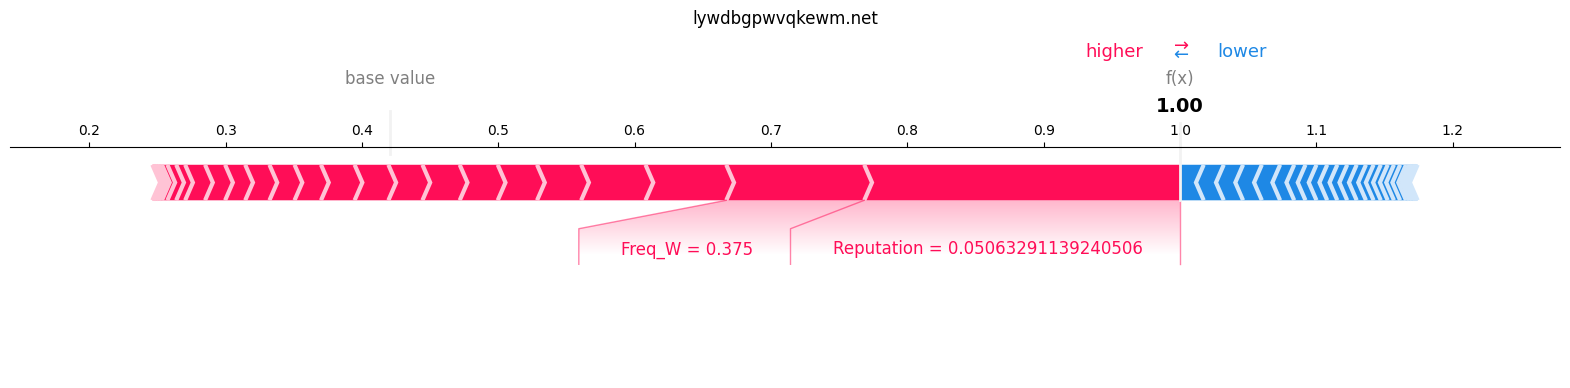 lywdbgpwvqkewm.net
higher ⇄ lower
base value f(x)
1.00
0.2 0.3 0.4 0.5 0.6 0.7 0.8 0.9 1.0 1.1 1.2
Freq_W = 0.375 Reputation = 0.05063291139240506